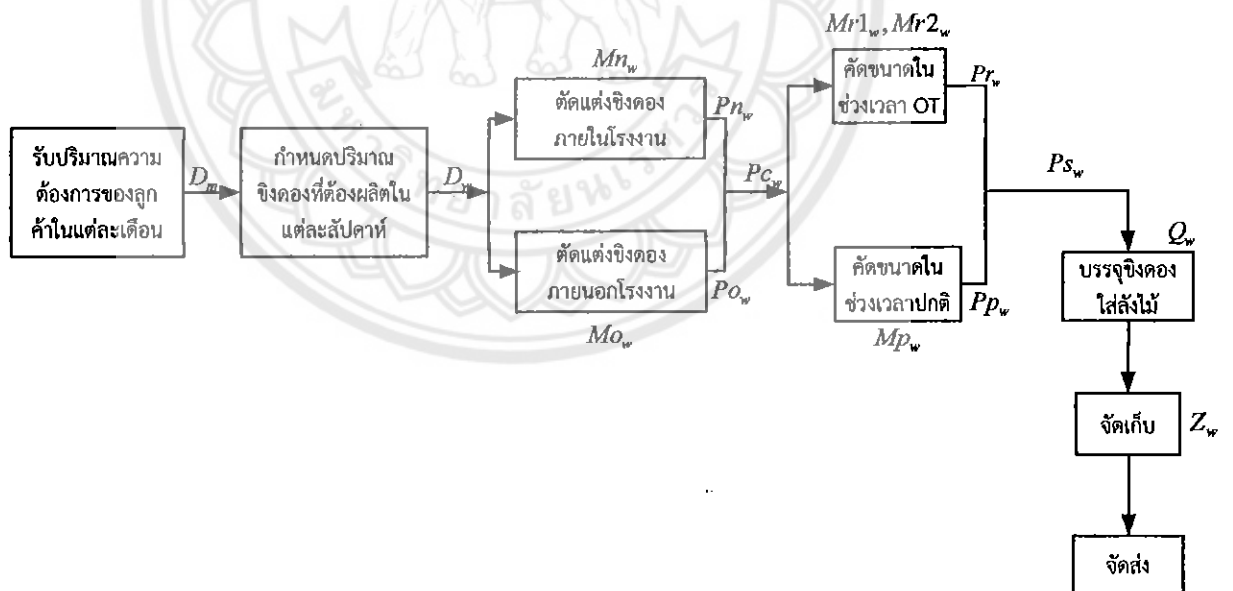 รับปริมาณความ
ต้องการของลูก
ค้าในแต่ละเดือน
D_m
กำหนดปริมาณ
ขิงดองที่ต้องผลิตใน
แต่ละสัปดาห์
D_w
Mn_w
ตัดแต่งขิงดอง
ภายในโรงงาน
Pn_w
ตัดแต่งขิงดอง
ภายนอกโรงงาน
Po_w
Mo_w
Pc_w
Mr1_w, Mr2_w
คัดขนาดใน
ช่วงเวลา OT
Pr_w
คัดขนาดใน
ช่วงเวลาปกติ
Pp_w
Mp_w
Ps_w
Q_w
บรรจุขิงดอง
ใส่ลังไม้
จัดเก็บ
Z_w
จัดส่ง